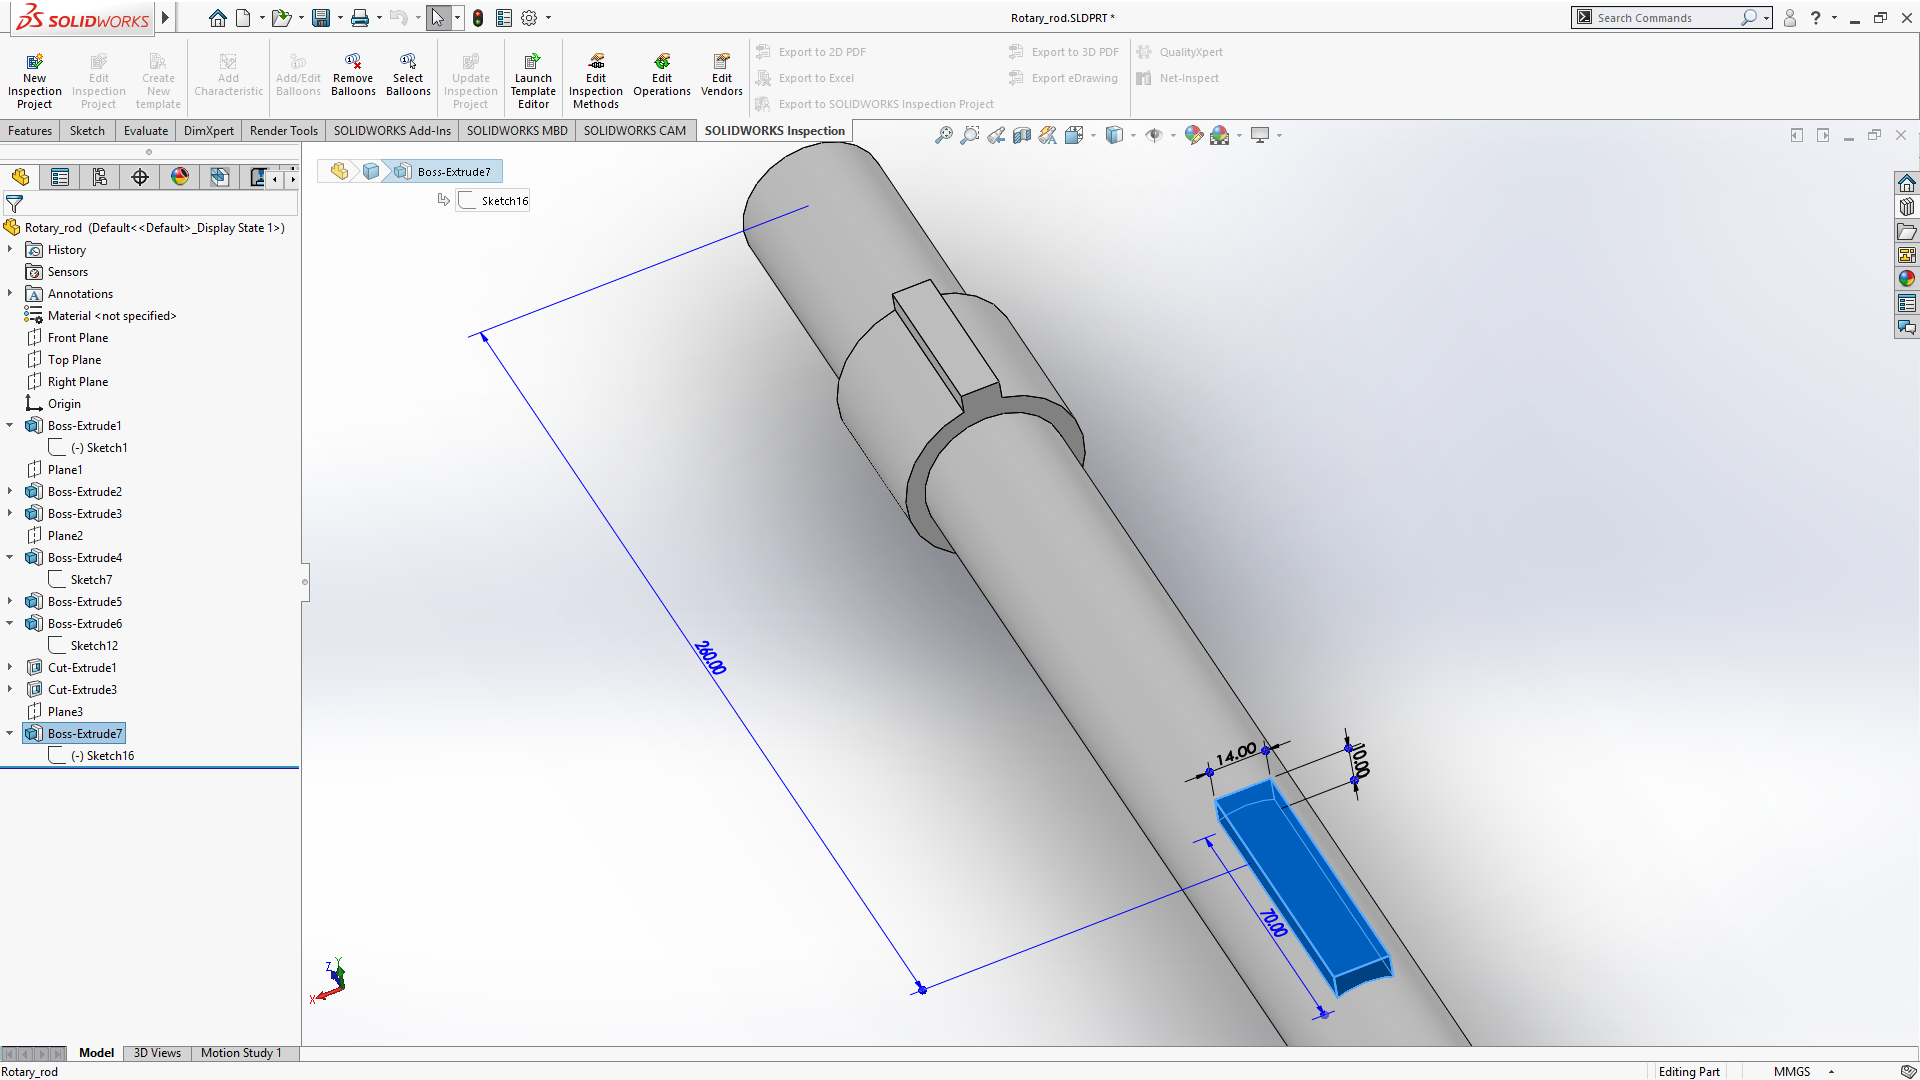 SOLIDWORKS
Rotary_rod.SLDPRT *
Search Commands
?
New Inspection Project
Edit Inspection Project
Create New template
Add Characteristic
Add/Edit Balloons
Remove Balloons
Select Balloons
Update Inspection Project
Launch Template Editor
Edit Inspection Methods
Edit Operations
Edit Vendors
Export to 2D PDF
Export to Excel
Export to SOLIDWORKS Inspection Project
Export to 3D PDF
Export eDrawing
QualityXpert
Net-Inspect
Features
Sketch
Evaluate
DimXpert
Render Tools
SOLIDWORKS Add-Ins
SOLIDWORKS MBD
SOLIDWORKS CAM
SOLIDWORKS Inspection
Boss-Extrude7
Sketch16
Rotary_rod (Default<<Default>_Display State 1>)
History
Sensors
Annotations
Material <not specified>
Front Plane
Top Plane
Right Plane
Origin
Boss-Extrude1
(-) Sketch1
Plane1
Boss-Extrude2
Boss-Extrude3
Plane2
Boss-Extrude4
Sketch7
Boss-Extrude5
Boss-Extrude6
Sketch12
Cut-Extrude1
Cut-Extrude3
Plane3
Boss-Extrude7
(-) Sketch16
260.00
14.00
10.00
70.00
Z
Y
X
Model
3D Views
Motion Study 1
Rotary_rod
Editing Part
MMGS